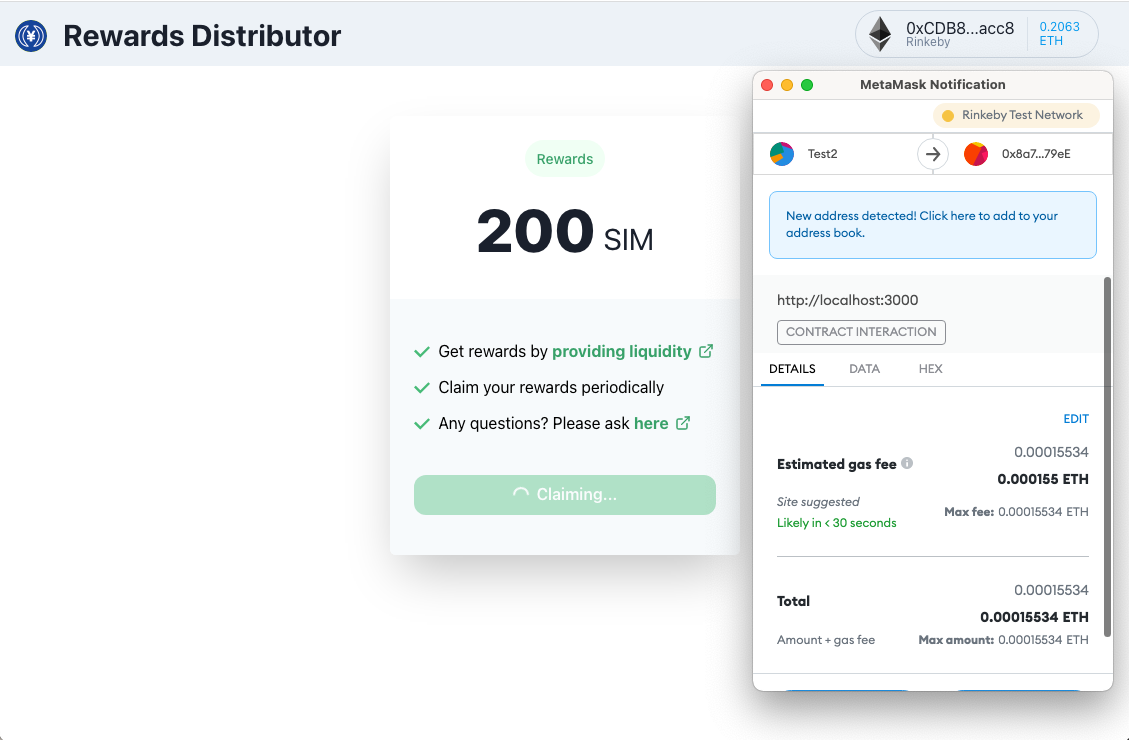 Rewards Distributor
0xCDB8...acc8
Rinkeby
0.2063
ETH
Rewards
200 SIM
Get rewards by providing liquidity
Claim your rewards periodically
Any questions? Please ask here
Claiming...
MetaMask Notification
Rinkeby Test Network
Test2
0x8a7...79eE
New address detected! Click here to add to your
address book.
http://localhost:3000
CONTRACT INTERACTION
DETAILS DATA HEX
EDIT
0.00015534
Estimated gas fee
0.000155 ETH
Site suggested
Likely in < 30 seconds
Max fee: 0.00015534 ETH
0.00015534
Total
0.00015534 ETH
Amount + gas fee
Max amount: 0.00015534 ETH